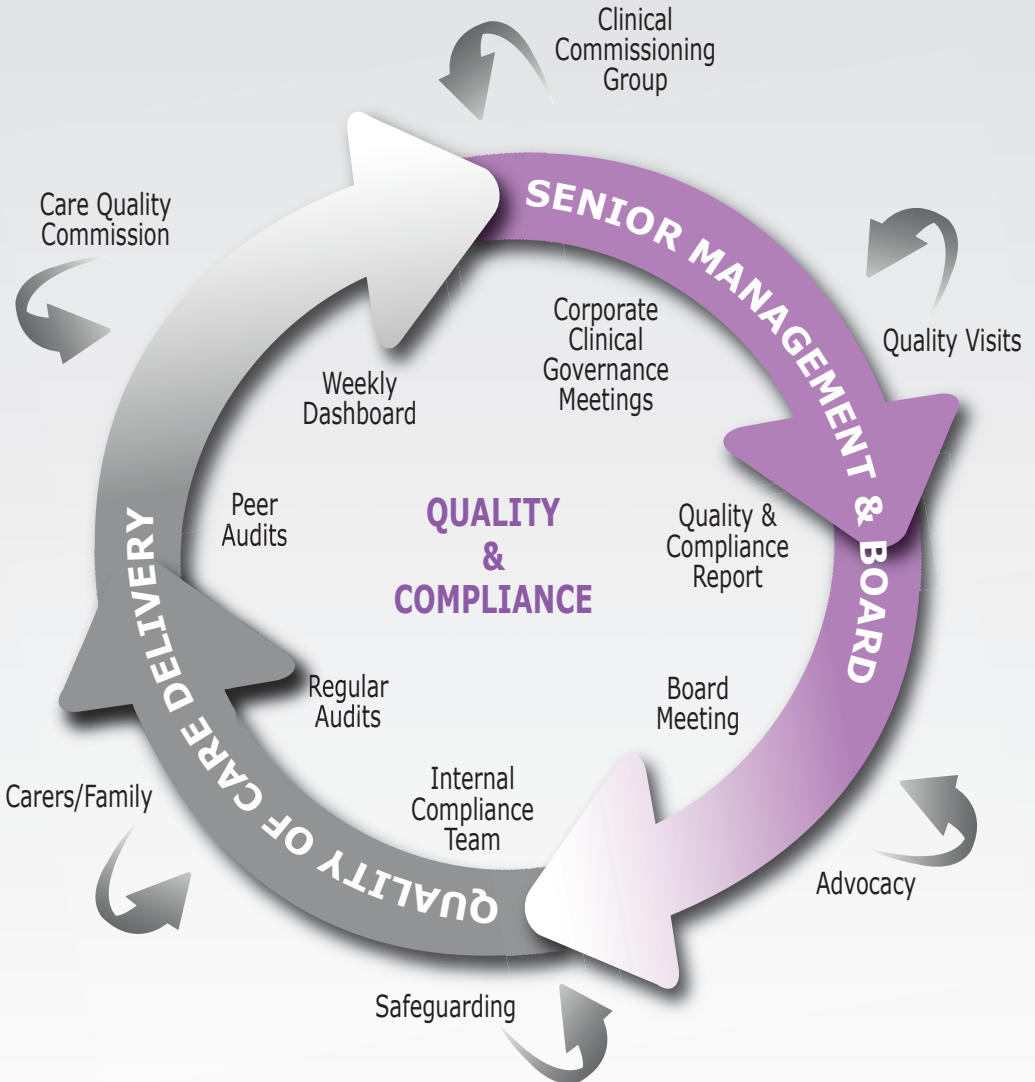 Clinical
Commissioning
Group
SENIOR MANAGEMENT & BOARD
Care Quality
Commission
Quality Visits
Corporate
Clinical
Governance
Meetings
Weekly
Dashboard
Peer
Audits
QUALITY
&
COMPLIANCE
Quality &
Compliance
Report
Regular
Audits
Board
Meeting
Internal
Compliance
Team
QUALITY OF CARE DELIVERY
Carers/Family
Advocacy
Safeguarding